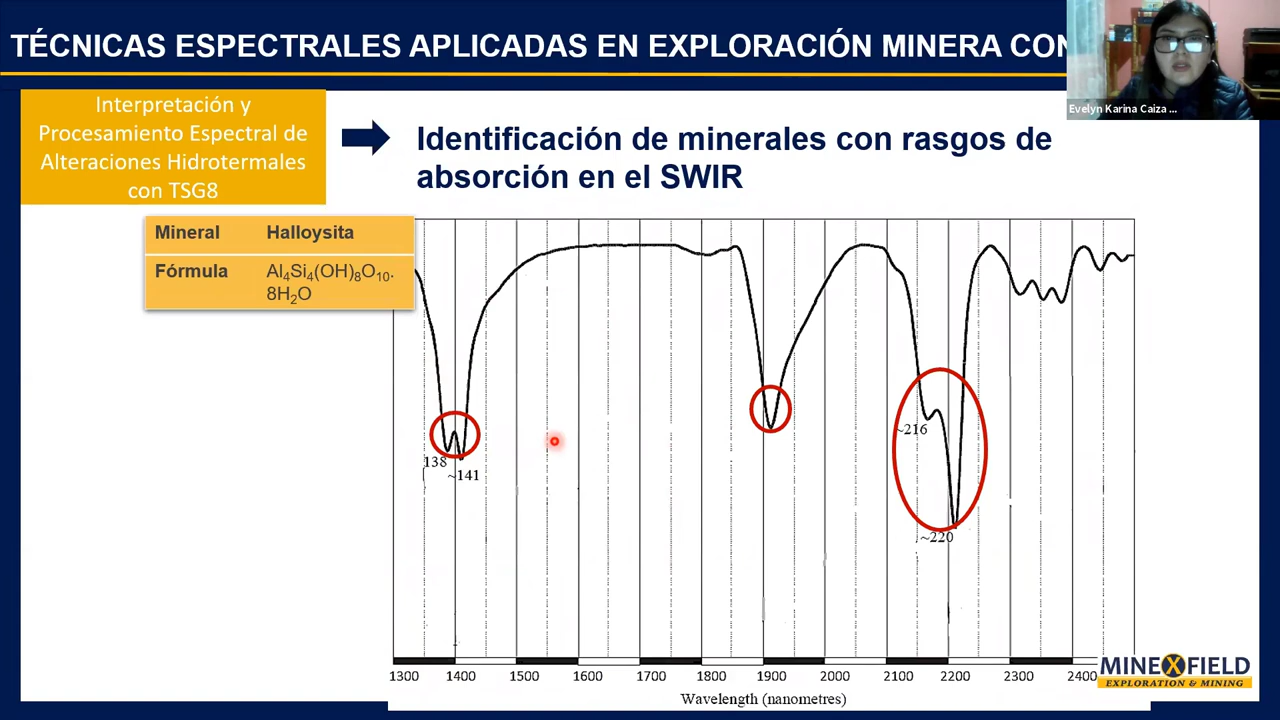 TÉCNICAS ESPECTRALES APLICADAS EN EXPLORACIÓN MINERA CON
Evelyn Karina Caiza ...
Interpretación y
Procesamiento Espectral de
Alteraciones Hidrotermales
con TSG8
Identificación de minerales con rasgos de
absorción en el SWIR
Mineral Halloysita
Fórmula Al4Si4(OH)8O10.
8H2O
~216
138
~141
~220
1300 1400 1500 1600 1700 1800 1900 2000 2100 2200 2300 2400
Wavelength (nanometres)
MINEXFIELD
EXPLORATION & MINING